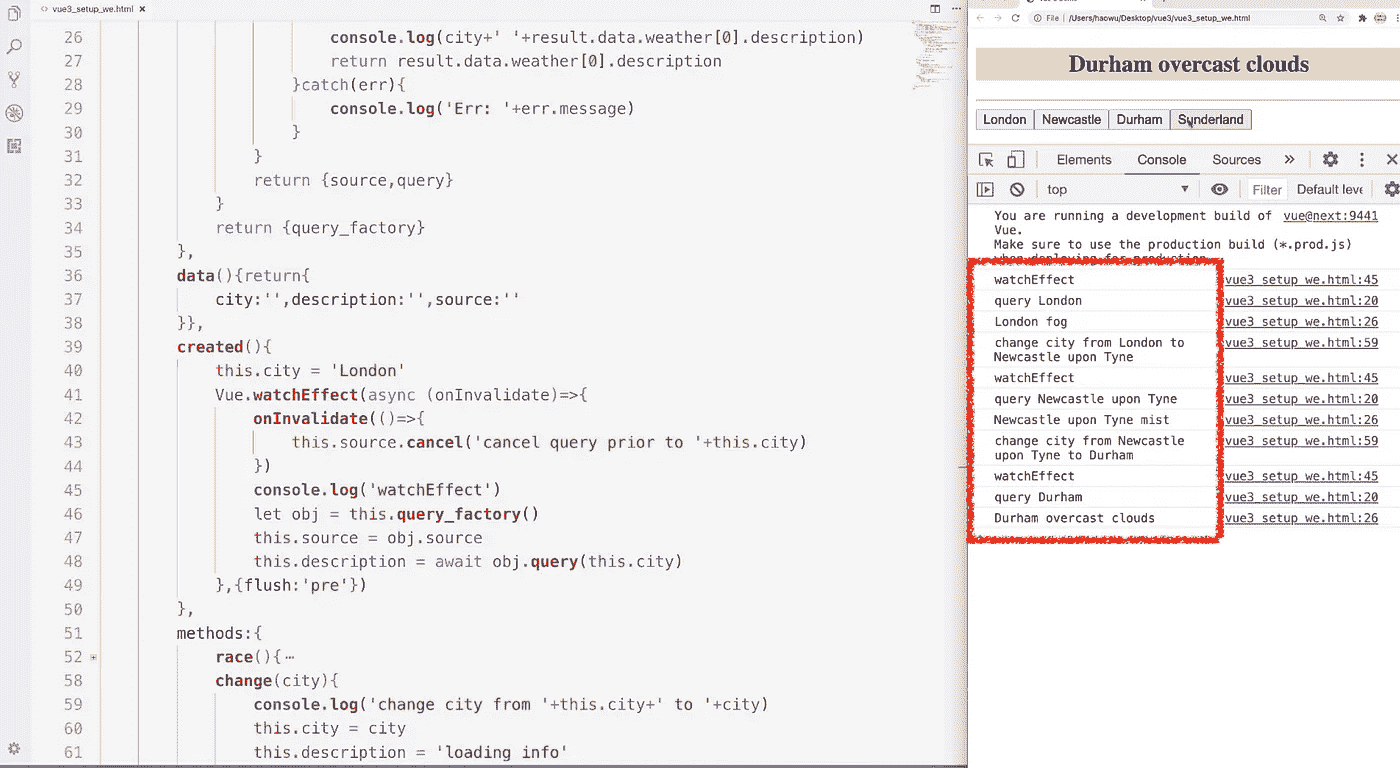 vue3_setup_we.html
26 console.log(city+' '+result.data.weather[0].description)
27 return result.data.weather[0].description
28 }catch(err){
29 console.log('Err: '+err.message)
30 }
31 }
32 return {source,query}
33 }
34 return {query_factory}
35 },
36 data(){return{
37 city:'',description:'',source:''
38 }},
39 created(){
40 this.city = 'London'
41 Vue.watchEffect(async (onInvalidate)=>{
42 onInvalidate(()=>{
43 this.source.cancel('cancel query prior to '+this.city)
44 })
45 console.log('watchEffect')
46 let obj = this.query_factory()
47 this.source = obj.source
48 this.description = await obj.query(this.city)
49 },{flush:'pre'})
50 },
51 methods:{
52 race(){⋯
58 change(city){
59 console.log('change city from '+this.city+' to '+city)
60 this.city = city
61 this.description = 'loading info'
File | /Users/haowu/Desktop/vue3/vue3_setup_we.html
Durham overcast clouds
London Newcastle Durham Sunderland
Elements Console Sources »
top Filter Default leve
You are running a development build of vue@next:9441
Vue.
Make sure to use the production build (*.prod.js)
when deploying for production.
watchEffect vue3_setup_we.html:45
query London vue3_setup_we.html:20
London fog vue3_setup_we.html:26
change city from London to vue3_setup_we.html:59
Newcastle upon Tyne
watchEffect vue3_setup_we.html:45
query Newcastle upon Tyne vue3_setup_we.html:20
Newcastle upon Tyne mist vue3_setup_we.html:26
change city from Newcastle vue3_setup_we.html:59
upon Tyne to Durham
watchEffect vue3_setup_we.html:45
query Durham vue3_setup_we.html:20
Durham overcast clouds vue3_setup_we.html:26